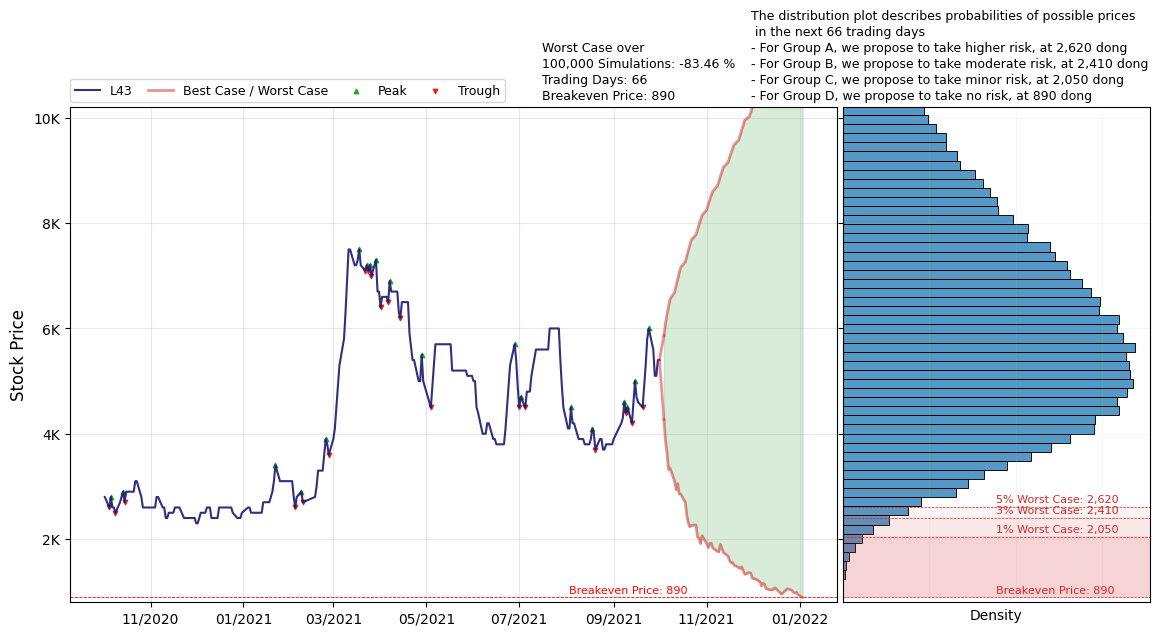 The distribution plot describes probabilities of possible prices
in the next 66 trading days
- For Group A, we propose to take higher risk, at 2,620 dong
- For Group B, we propose to take moderate risk, at 2,410 dong
- For Group C, we propose to take minor risk, at 2,050 dong
- For Group D, we propose to take no risk, at 890 dong
Worst Case over
100,000 Simulations: -83.46 %
Trading Days: 66
Breakeven Price: 890
L43
Best Case / Worst Case
Peak
Trough
Stock Price
10K
8K
6K
4K
2K
Breakeven Price: 890
11/2020
01/2021
03/2021
05/2021
07/2021
09/2021
11/2021
01/2022
5% Worst Case: 2,620
3% Worst Case: 2,410
1% Worst Case: 2,050
Breakeven Price: 890
Density